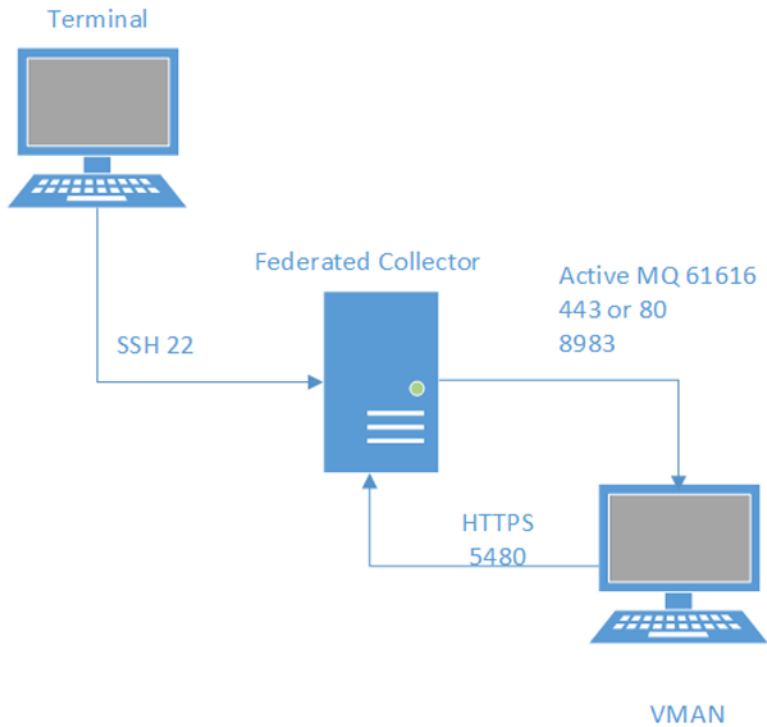 Terminal
Federated Collector
Active MQ 61616
443 or 80
8983
SSH 22
HTTPS
5480
VMAN